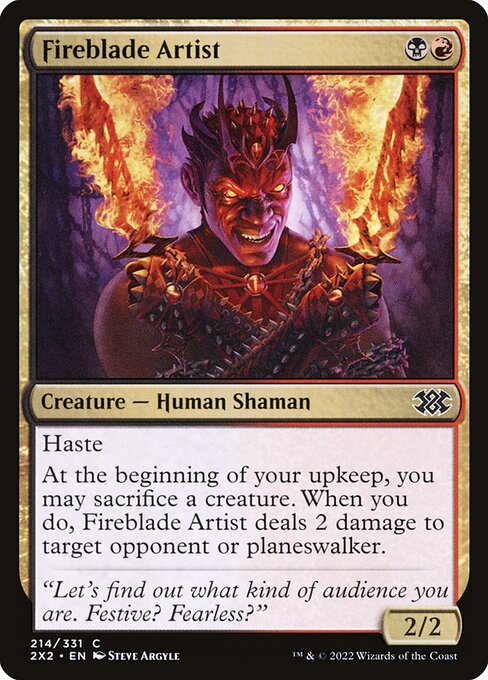 Fireblade Artist
Creature — Human Shaman
Haste
At the beginning of your upkeep, you
may sacrifice a creature. When you
do, Fireblade Artist deals 2 damage to
target opponent or planeswalker.
“Let’s find out what kind of audience you
are. Festive? Fearless?”
2/2
214/331 C
2X2 • EN Steve Argyle
™ & © 2022 Wizards of the Coast